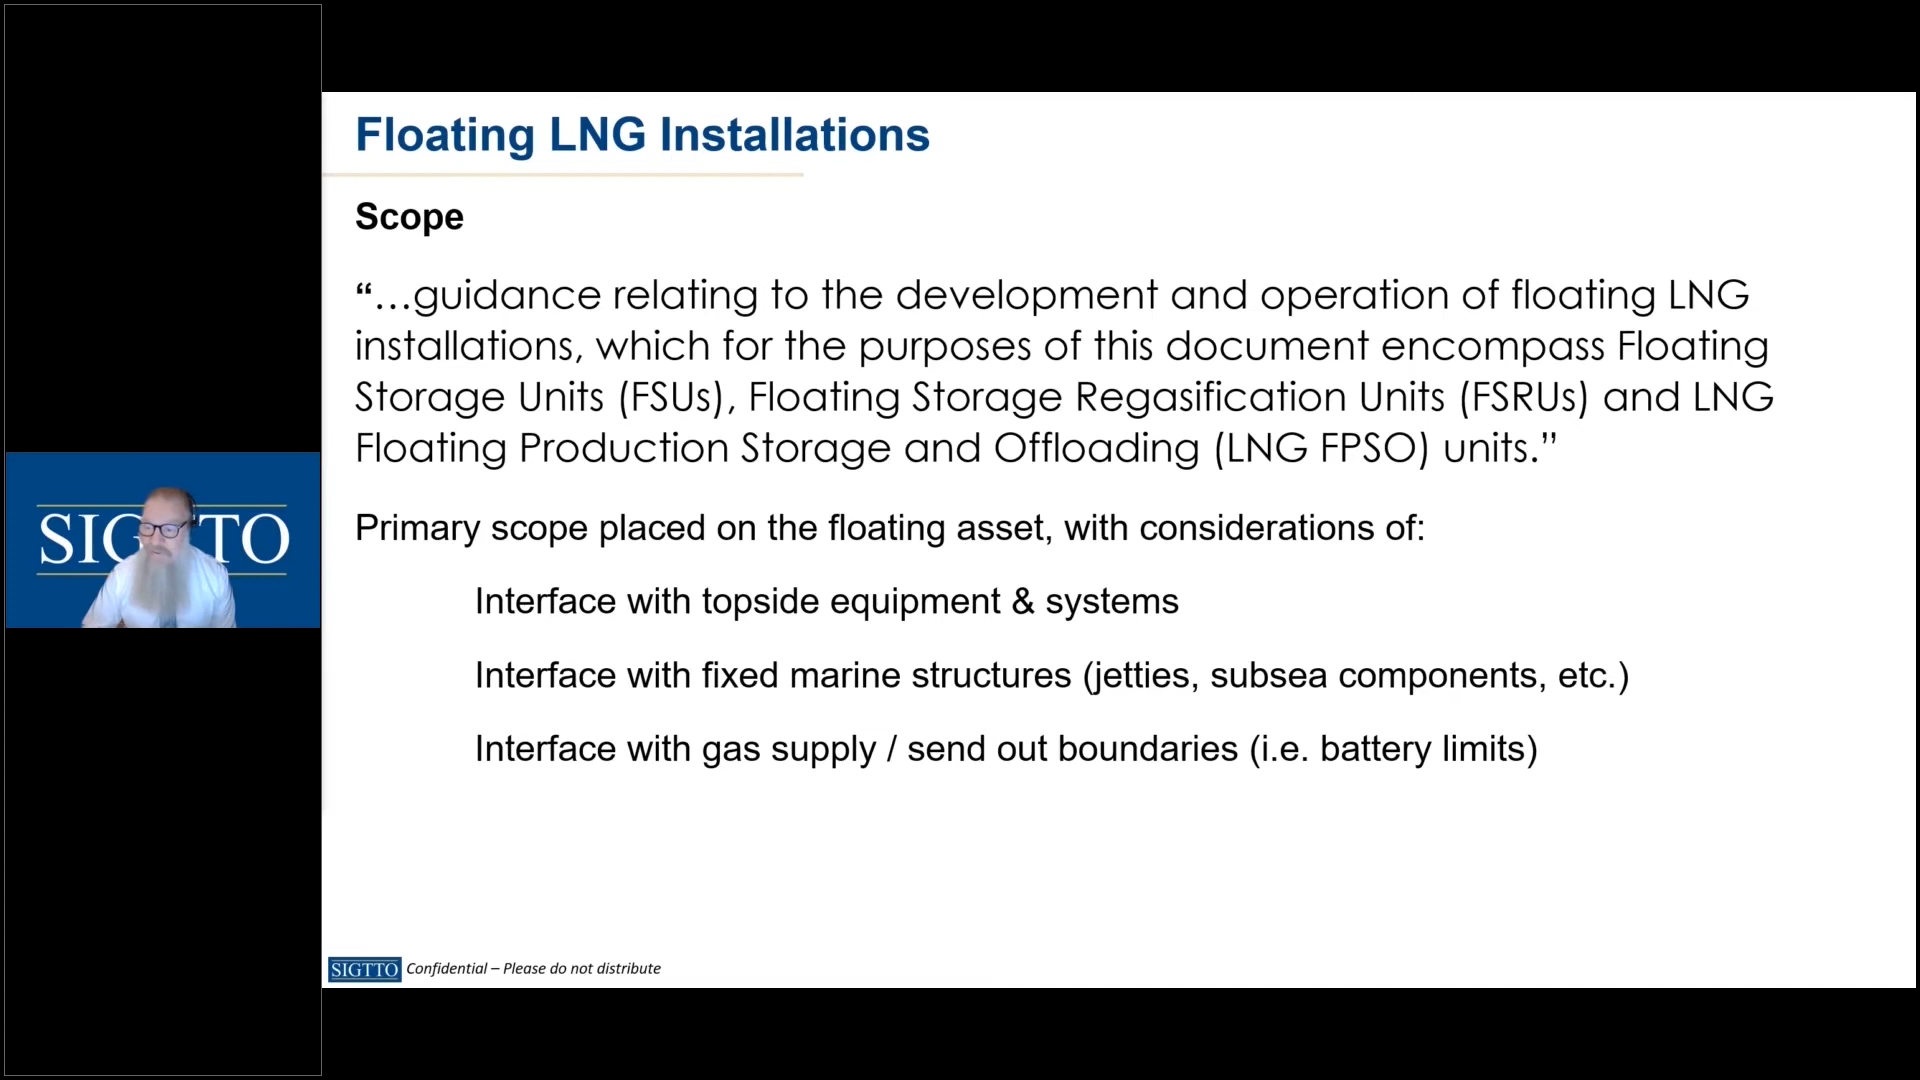 Floating LNG Installations
Scope
“…guidance relating to the development and operation of floating LNG
installations, which for the purposes of this document encompass Floating
Storage Units (FSUs), Floating Storage Regasification Units (FSRUs) and LNG
Floating Production Storage and Offloading (LNG FPSO) units.”
Primary scope placed on the floating asset, with considerations of:
Interface with topside equipment & systems
Interface with fixed marine structures (jetties, subsea components, etc.)
Interface with gas supply / send out boundaries (i.e. battery limits)
SIGTTO
SIGTTO Confidential – Please do not distribute